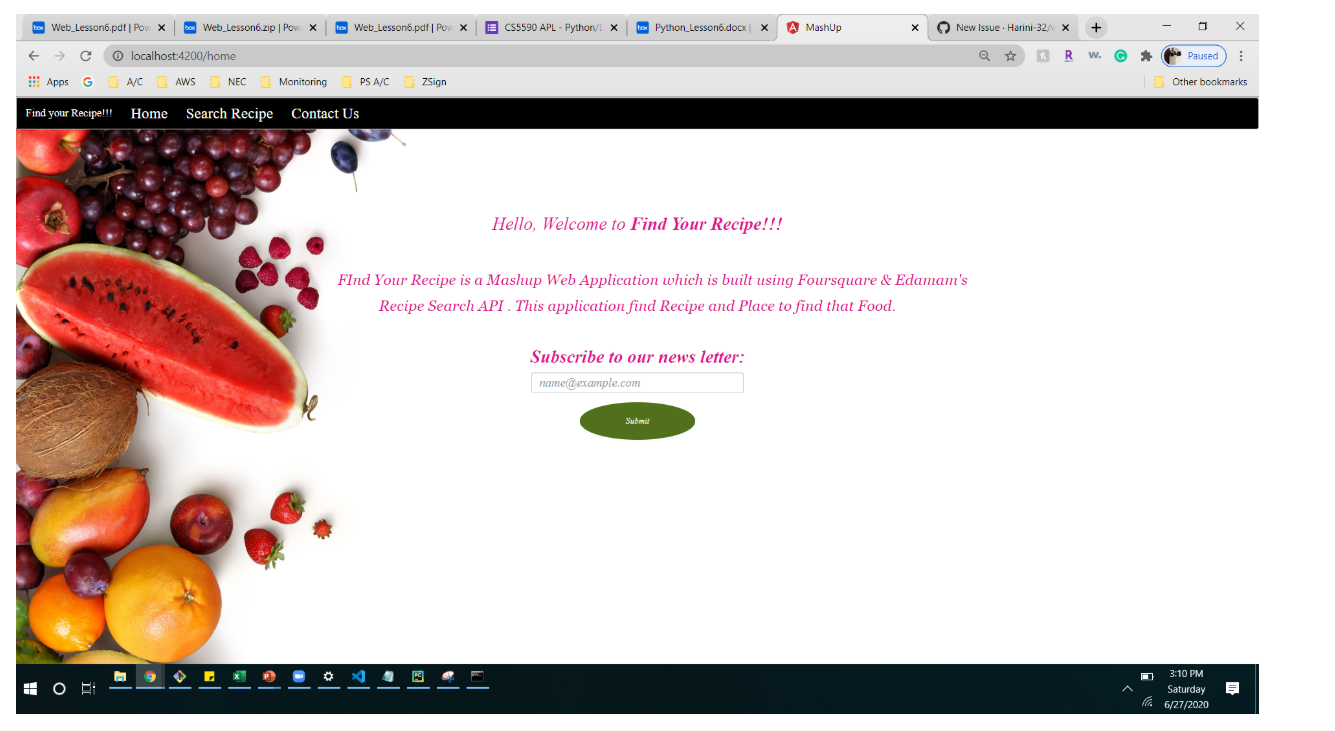 Web_Lesson6.pdf | Pow
Web_Lesson6.zip | Pow
Web_Lesson6.pdf | Pow
CS5590 APL - Python/
Python_Lesson6.docx |
MashUp
New Issue · Harini-32/
localhost:4200/home
Paused
Apps
A/C
AWS
NEC
Monitoring
PS A/C
ZSign
Other bookmarks
Find your Recipe!!!
Home
Search Recipe
Contact Us
Hello, Welcome to Find Your Recipe!!!
FInd Your Recipe is a Mashup Web Application which is built using Foursquare & Edamam's
Recipe Search API . This application find Recipe and Place to find that Food.
Subscribe to our news letter:
name@example.com
Submit
3:10 PM
Saturday
6/27/2020